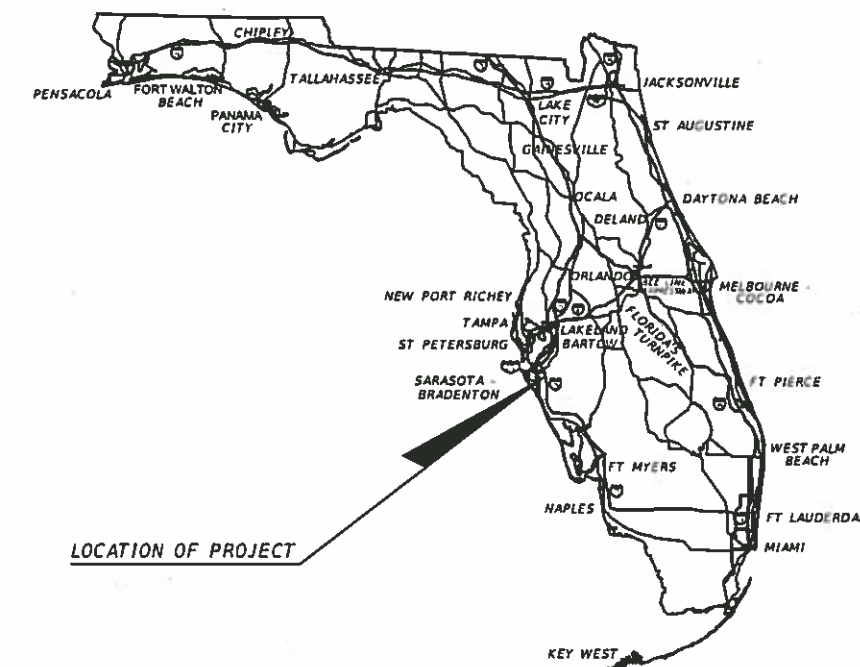 CHIPLEY
PENSACOLA
FORT WALTON
BEACH
PANAMA
CITY
TALLAHASSEE
LAKE
CITY
JACKSONVILLE
ST AUGUSTINE
GAINESVILLE
OCALA
DELAND
DAYTONA BEACH
ORLANDO
MELBOURNE
COCOA
NEW PORT RICHEY
TAMPA
ST PETERSBURG
LAKELAND
BARTOW
FLORIDA'S
TURNPIKE
SARASOTA
BRADENTON
FT PIERCE
WEST PALM
BEACH
FT MYERS
NAPLES
FT LAUDERDA
MIAMI
LOCATION OF PROJECT
KEY WEST